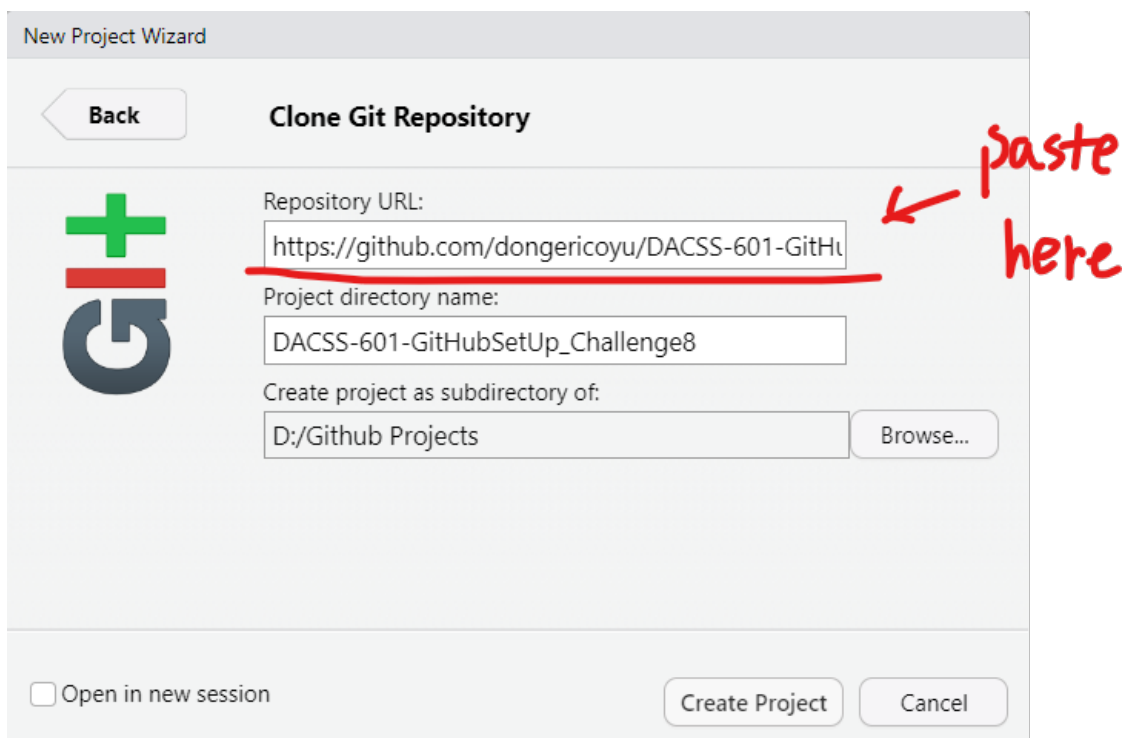 New Project Wizard
Back
Clone Git Repository
paste
here
Repository URL:
https://github.com/dongericoyu/DACSS-601-GitHu
Project directory name:
DACSS-601-GitHubSetUp_Challenge8
Create project as subdirectory of:
D:/Github Projects
Browse...
GIt
Open in new session
Create Project
Cancel